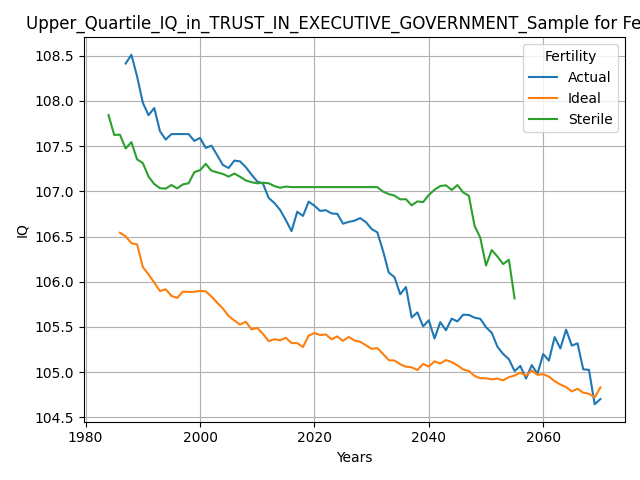 Upper_Quartile_IQ_in_TRUST_IN_EXECUTIVE_GOVERNMENT_Sample for Fe
108.5
108.0
107.5
107.0
106.5
106.0
105.5
105.0
104.5
IQ
Fertility
Actual
Ideal
Sterile
1980
2000
2020
2040
2060
Years